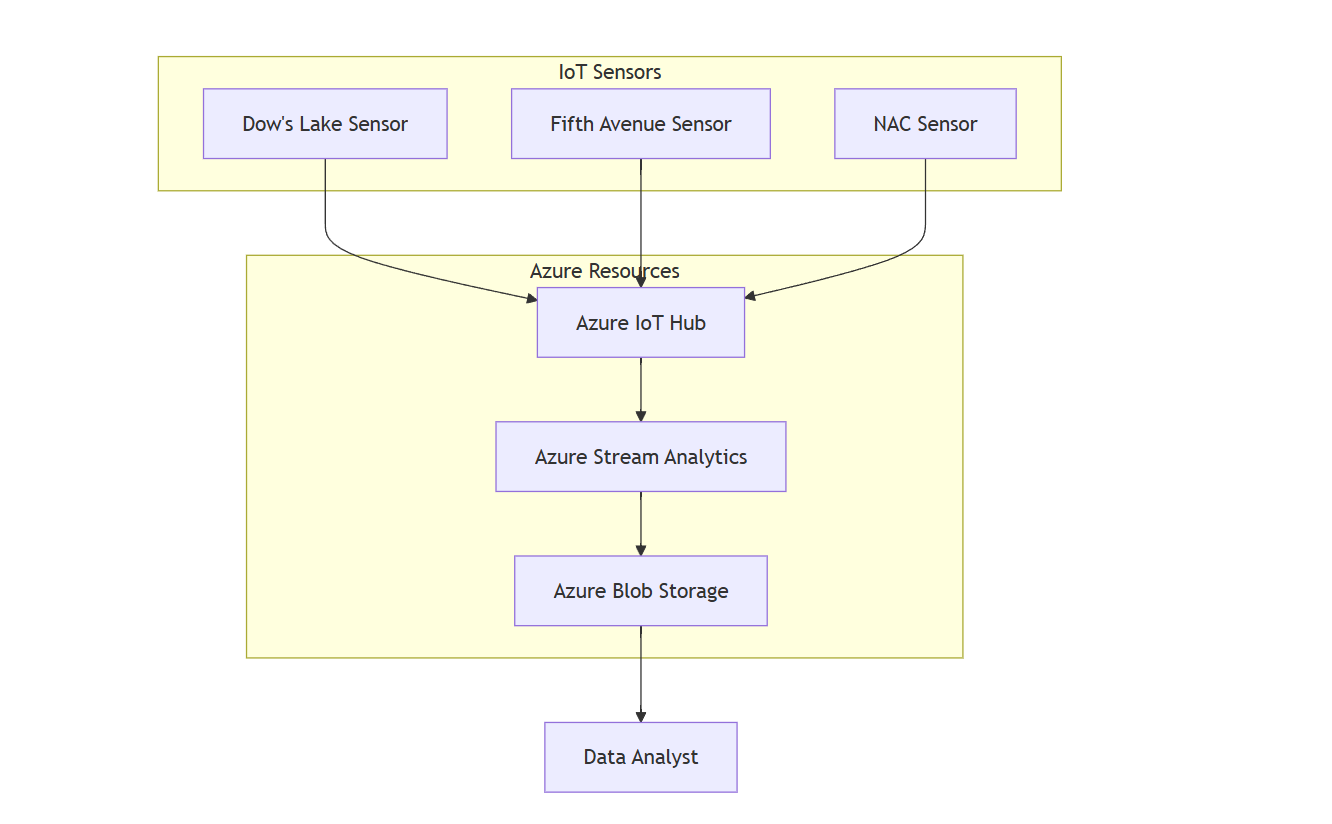 IoT Sensors
Dow's Lake Sensor
Fifth Avenue Sensor
NAC Sensor
Azure Resources
Azure IoT Hub
Azure Stream Analytics
Azure Blob Storage
Data Analyst